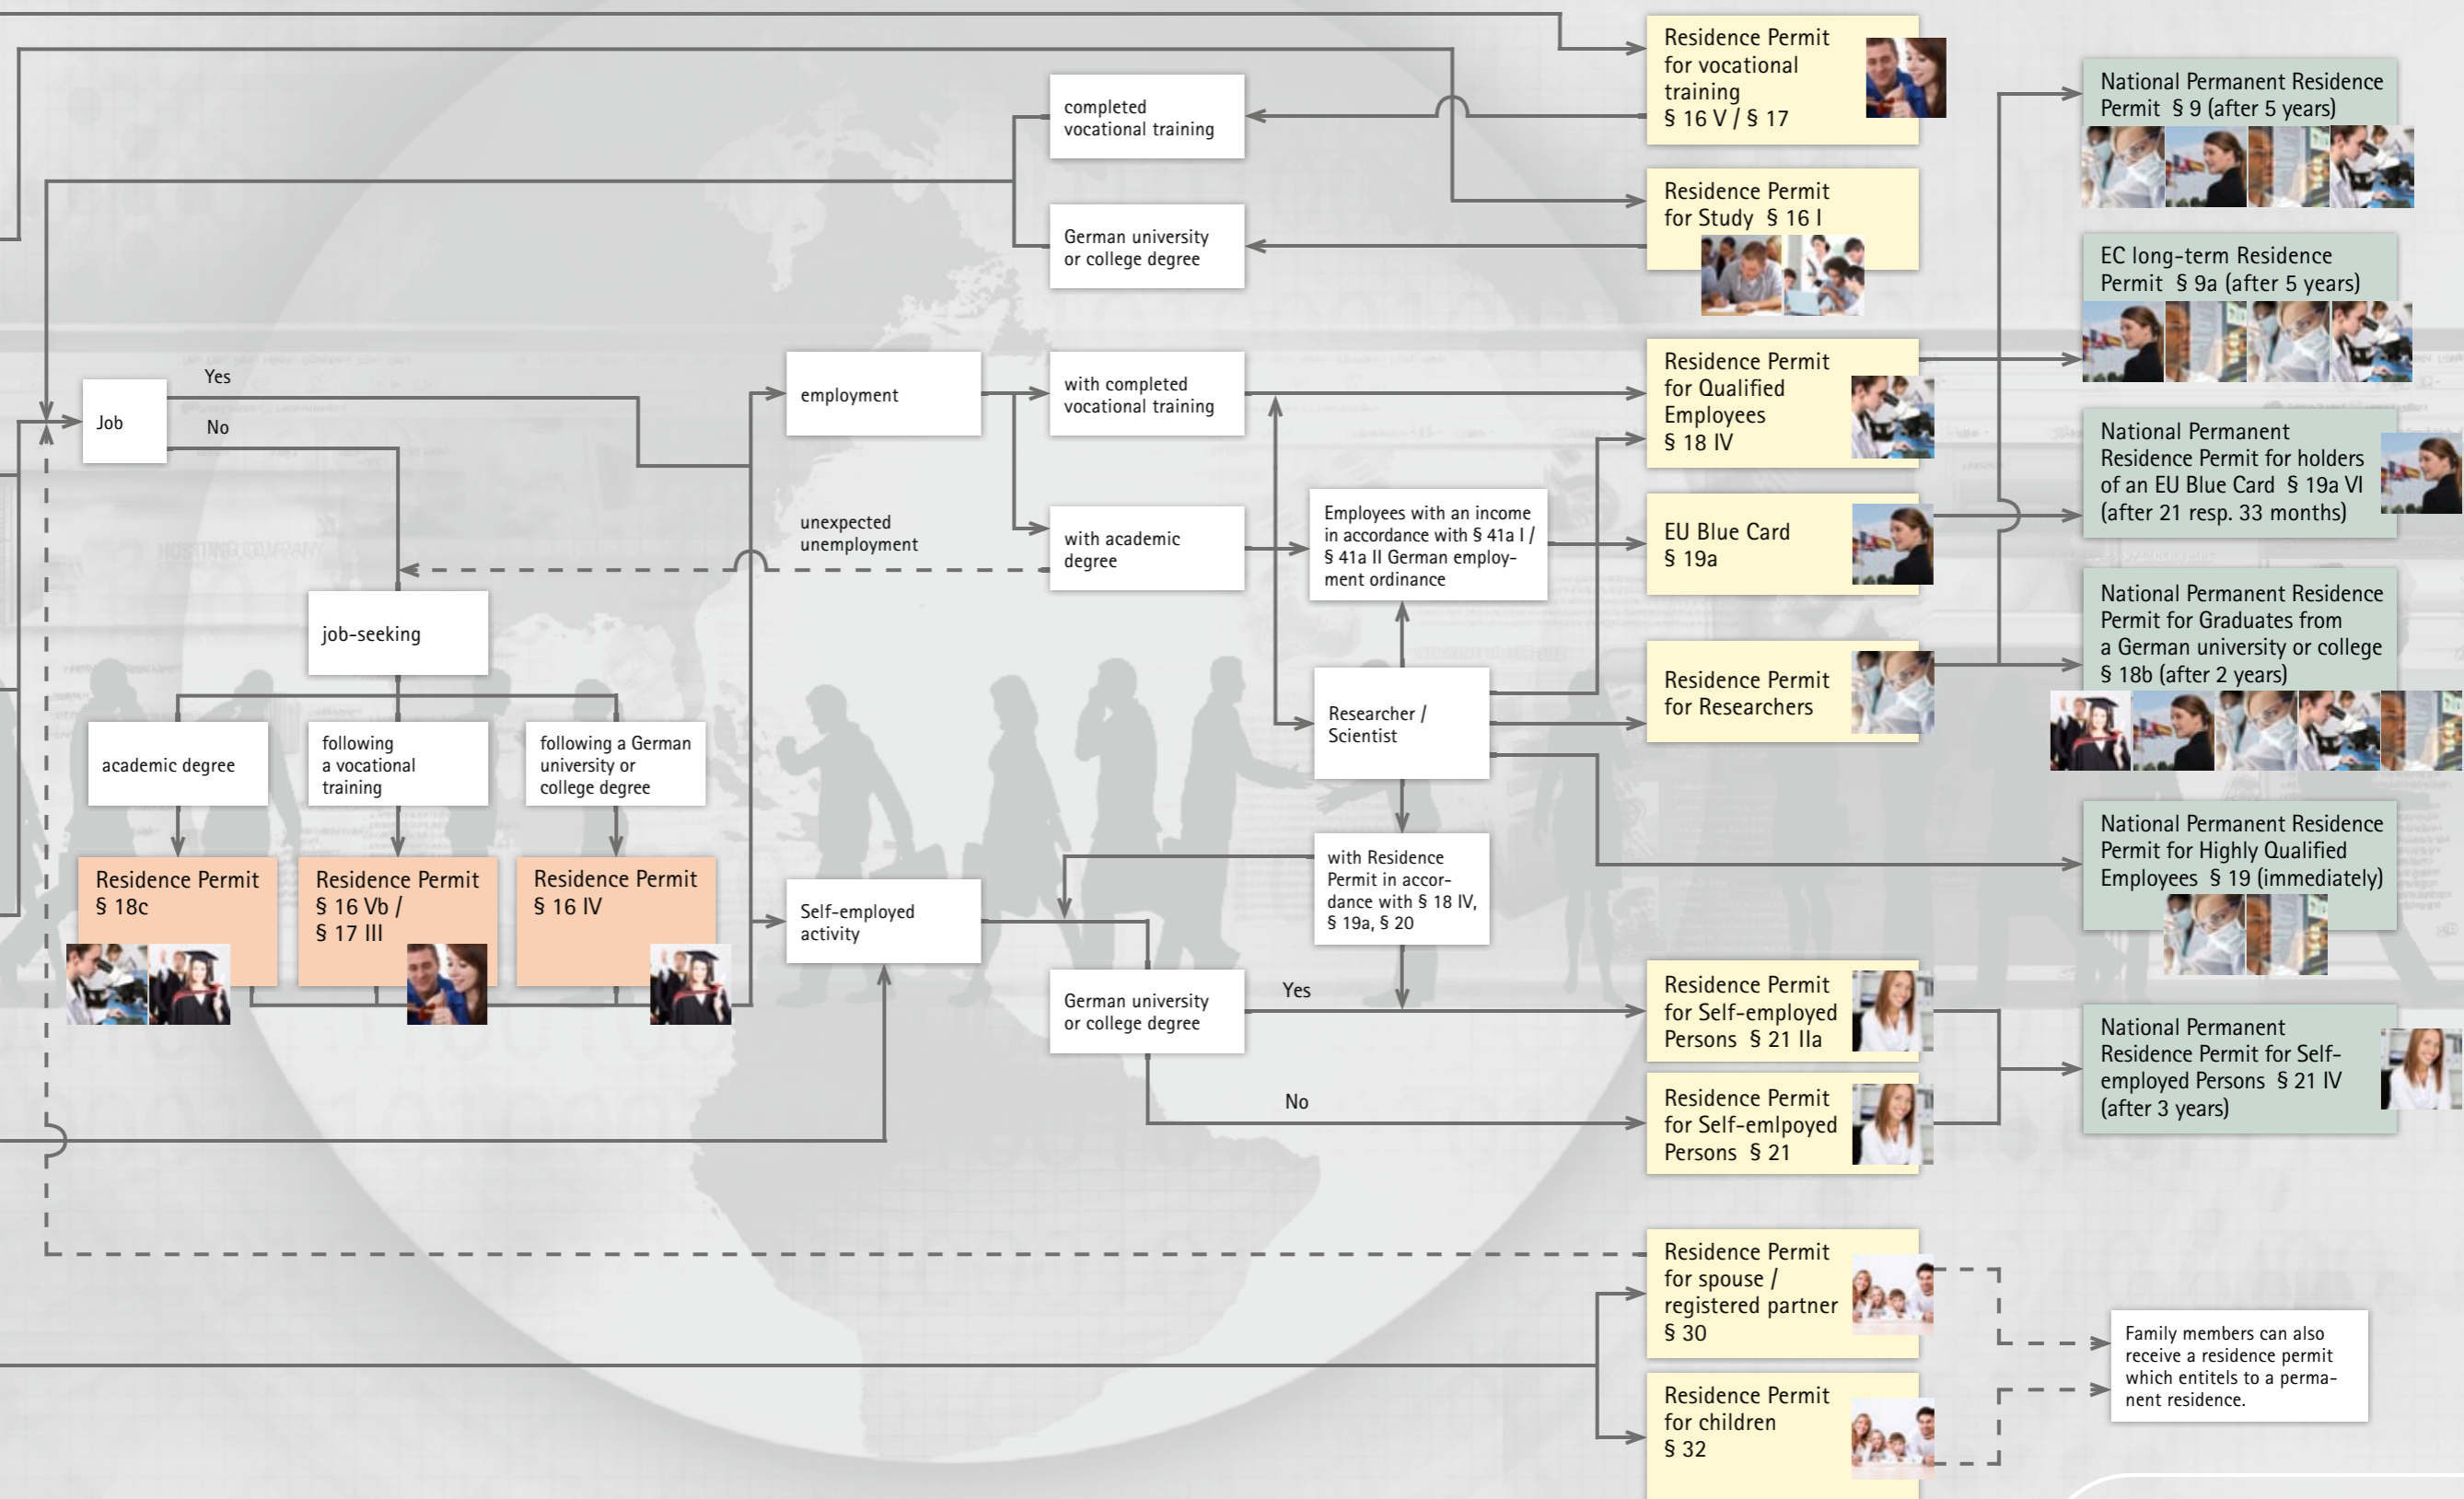 Residence Permit
for vocational
training
§ 16 V / § 17
completed
vocational training
Residence Permit
for Study § 16 I
German university
or college degree
National Permanent Residence
Permit § 9 (after 5 years)
EC long-term Residence
Permit § 9a (after 5 years)
Job
Yes
No
employment
with completed
vocational training
Residence Permit
for Qualified
Employees
§ 18 IV
National Permanent
Residence Permit for holders
of an EU Blue Card § 19a VI
(after 21 resp. 33 months)
unexpected
unemployment
with academic
degree
Employees with an income
in accordance with § 41a I /
§ 41a II German employ-
ment ordinance
EU Blue Card
§ 19a
HOSSTING COMPANY
job-seeking
Researcher /
Scientist
Residence Permit
for Researchers
National Permanent Residence
Permit for Graduates from
a German university or college
§ 18b (after 2 years)
academic degree
following
a vocational
training
following a German
university or
college degree
Residence Permit
§ 18c
Residence Permit
§ 16 Vb /
§ 17 III
Residence Permit
§ 16 IV
Self-employed
activity
with Residence
Permit in accor-
dance with § 18 IV,
§ 19a, § 20
National Permanent Residence
Permit for Highly Qualified
Employees § 19 (immediately)
German university
or college degree
Yes
No
Residence Permit
for Self-employed
Persons § 21 IIa
Residence Permit
for Self-emlpoyed
Persons § 21
National Permanent
Residence Permit for Self-
employed Persons § 21 IV
(after 3 years)
Residence Permit
for spouse /
registered partner
§ 30
Residence Permit
for children
§ 32
Family members can also
receive a residence permit
which entitels to a perma-
nent residence.